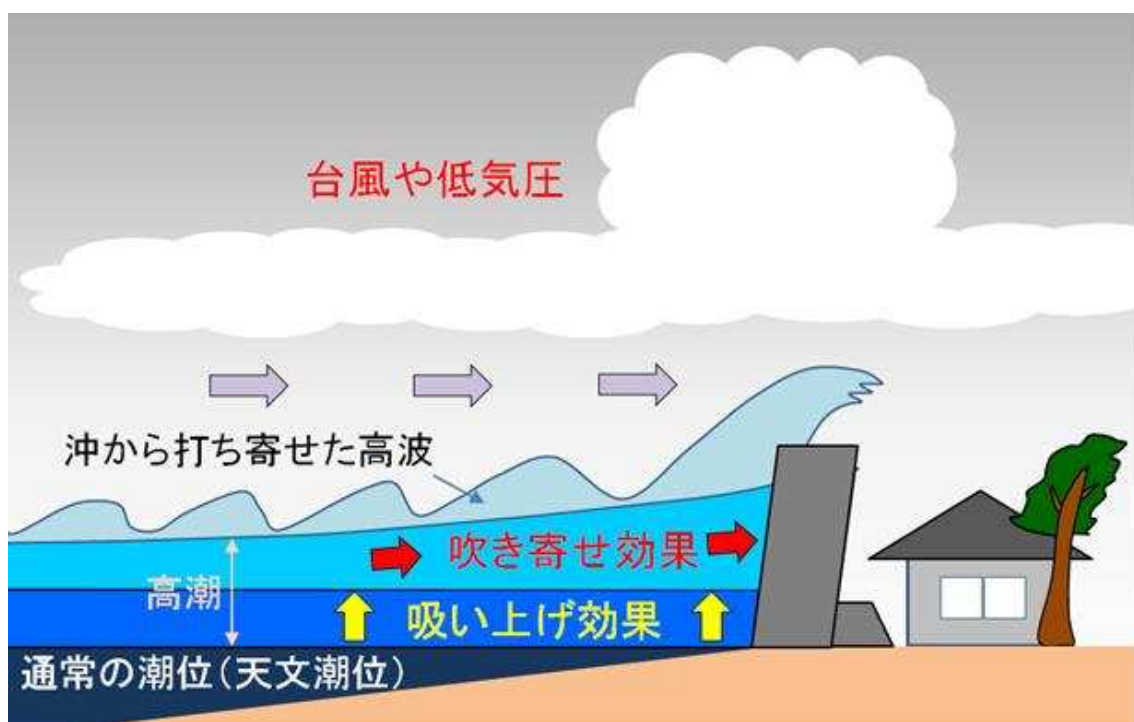 台風や低気圧
沖から打ち寄せた高波
吹き寄せ効果
高潮
吸い上げ効果
通常の潮位(天文潮位)